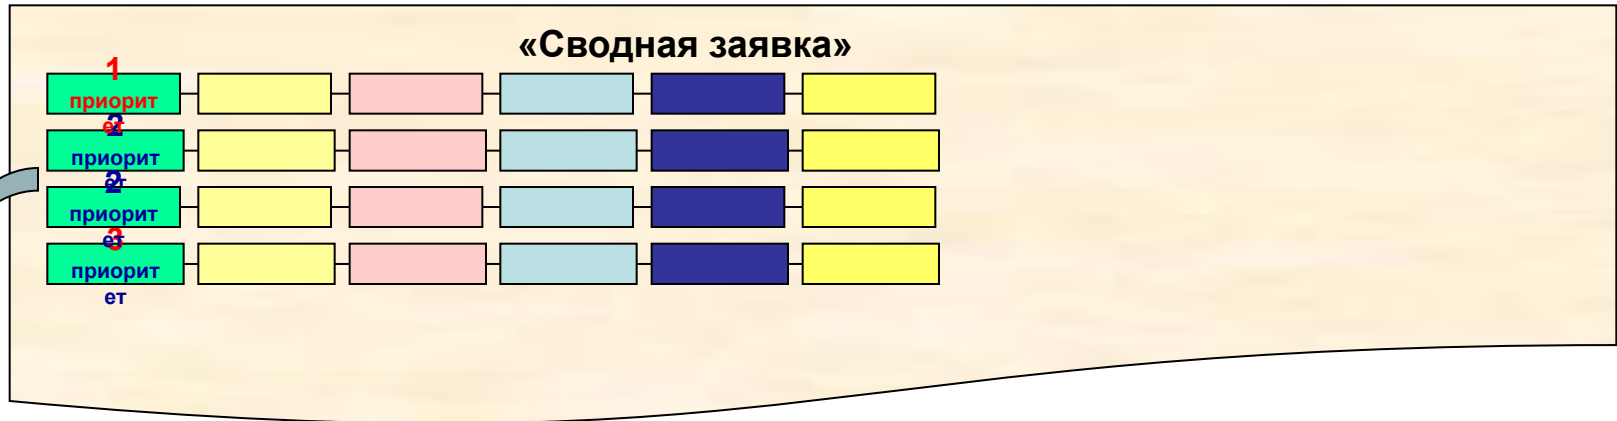 «Сводная заявка»
1
приорит
ет
2
приорит
ет
2
приорит
ет
3
приорит
ет